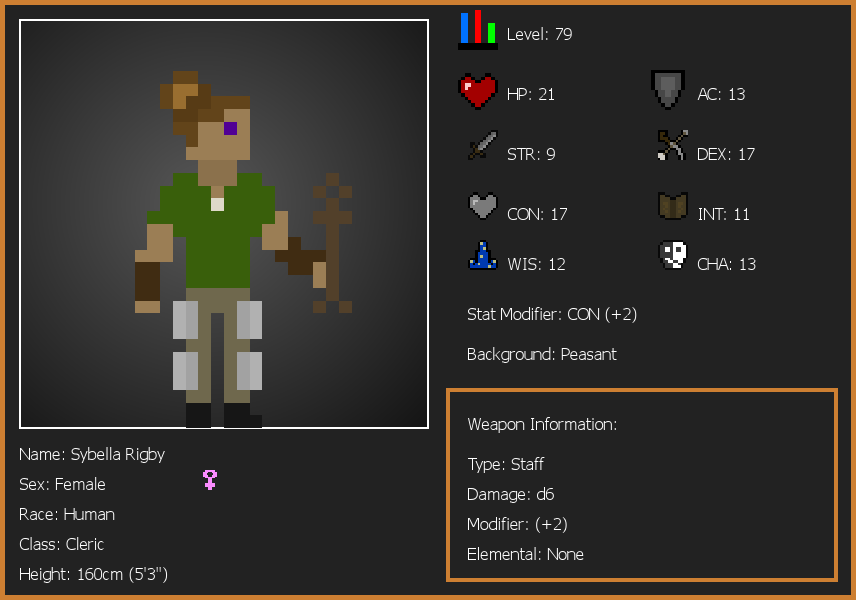 Level: 79
HP: 21
AC: 13
STR: 9
DEX: 17
CON: 17
INT: 11
WIS: 12
CHA: 13
Stat Modifier: CON (+2)
Background: Peasant
Weapon Information:
Type: Staff
Damage: d6
Modifier: (+2)
Elemental: None
Name: Sybella Rigby
Sex: Female
Race: Human
Class: Cleric
Height: 160cm (5'3")